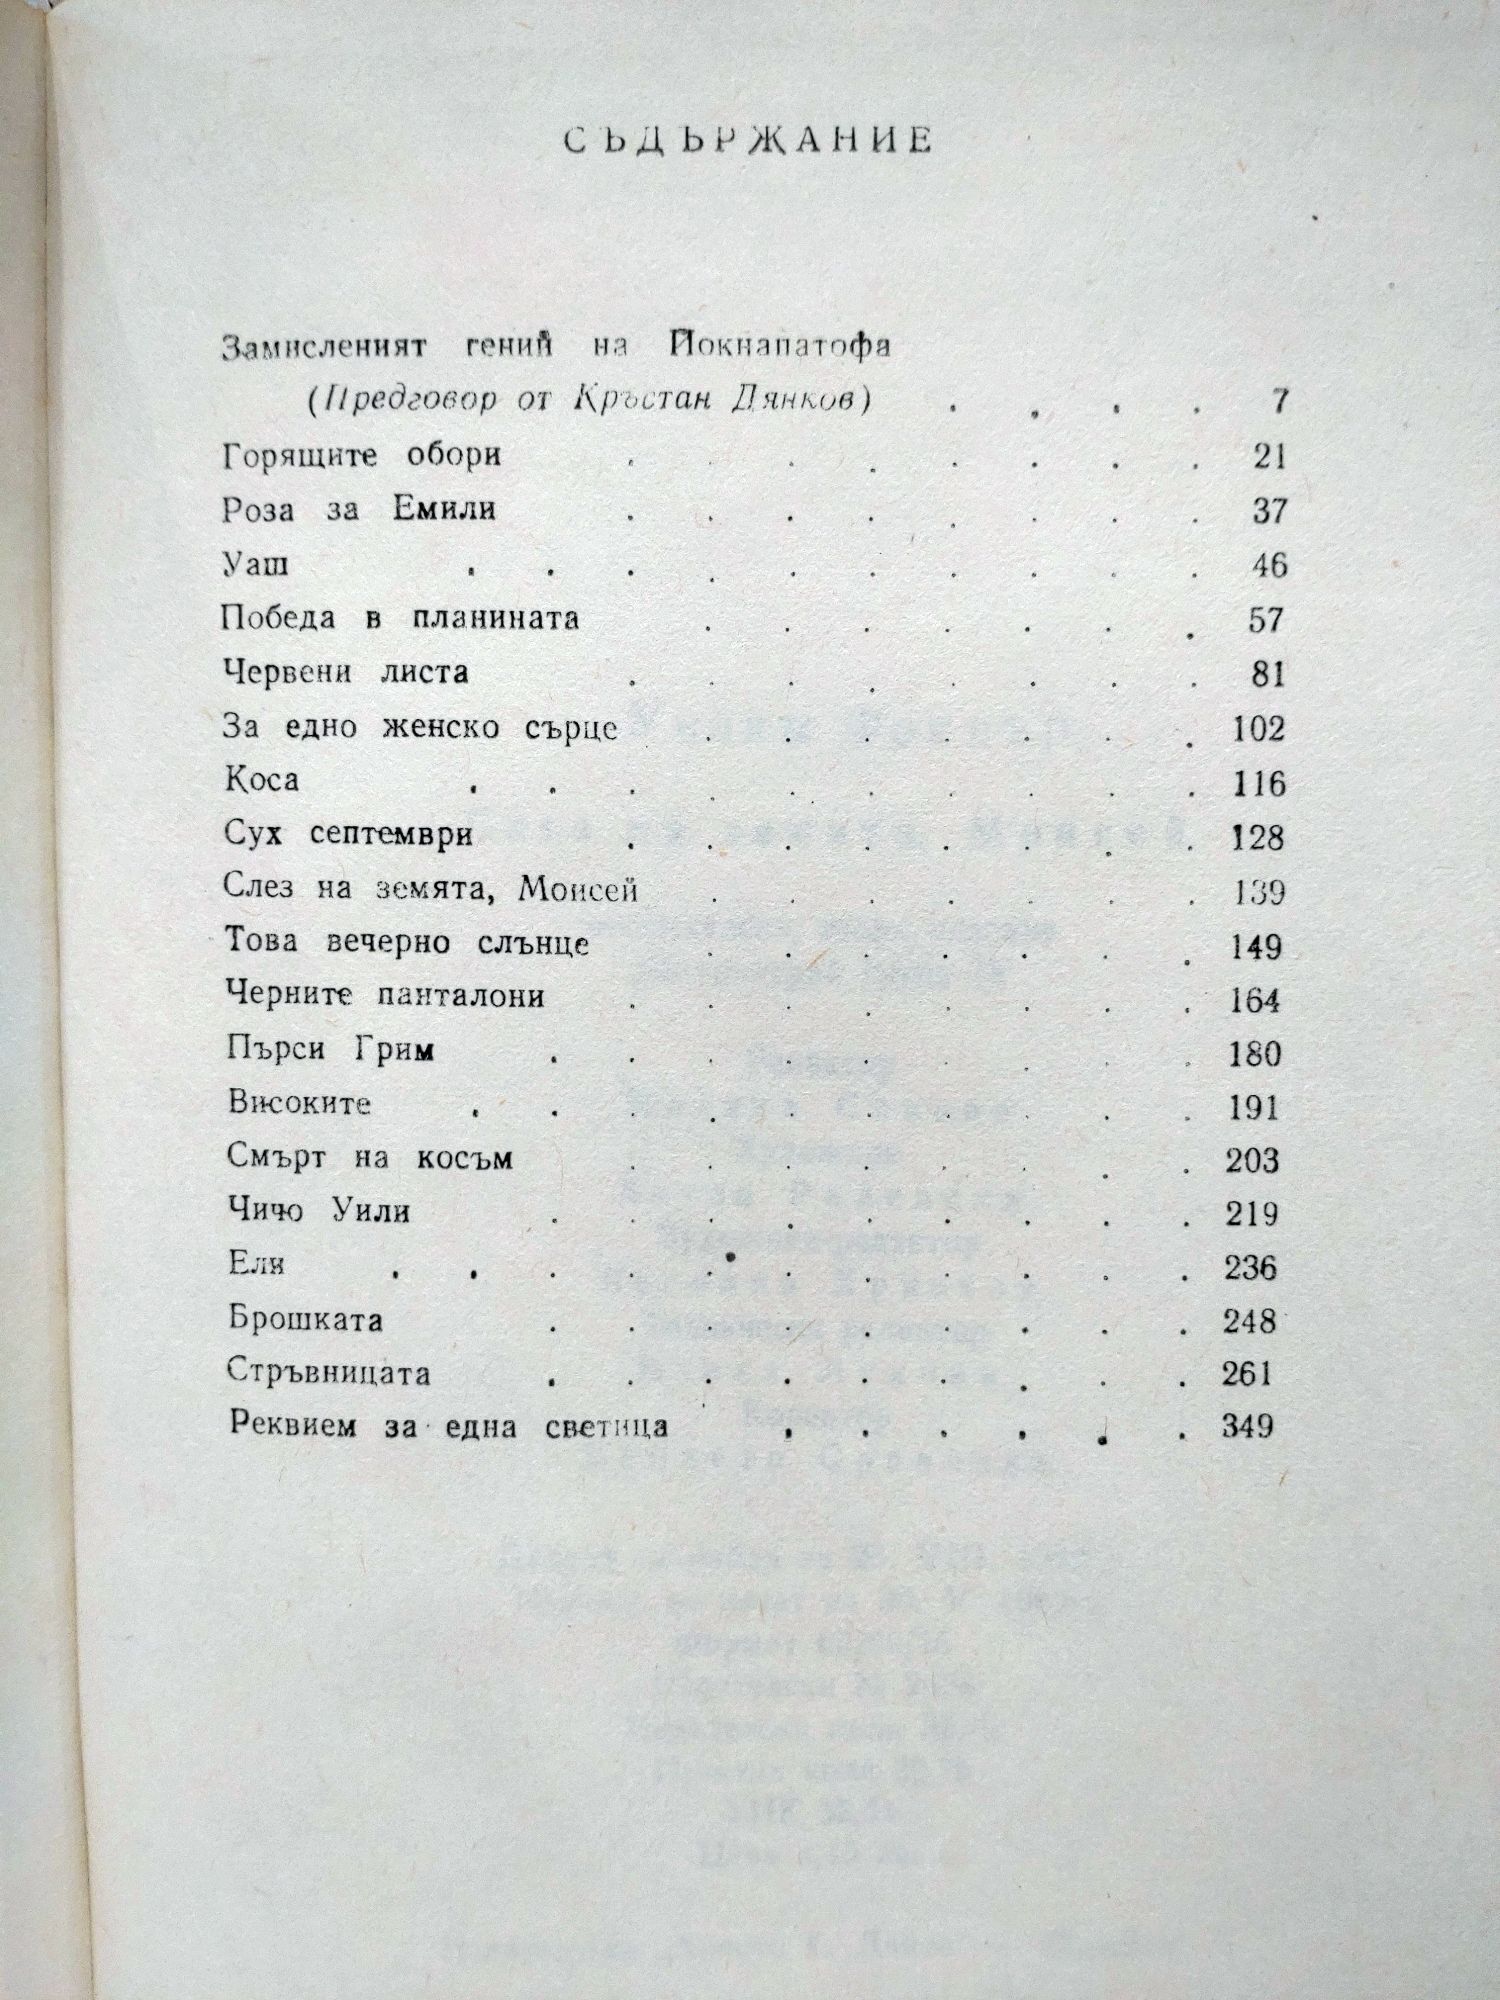 СЪДЪРЖАНИЕ
Замисленият гений на Йокнапатофа
(Предговор от Кръстан Дянков) . . . . 7
Горящите обори . . . . . . . . 21
Роза за Емили . . . . . . . . 37
Уаш . . . . . . . . . . 46
Победа в планината . . . . . . . 57
Червени листа . . . . . . . . 81
За едно женско сърце . . . . . . . 102
Коса . . . . . . . . . . 116
Сух септември . . . . . . . . 128
Слез на земята, Моисей . . . . . . . 139
Това вечерно слънце . . . . . . . 149
Черните панталони . . . . . . . . 164
Пърси Грим . . . . . . . . . 180
Високите . . . . . . . . . . 191
Смърт на косъм . . . . . . . . 203
Чичо Уили . . . . . . . . . 219
Ели . . . . . . . . . . . 236
Брошката . . . . . . . . . 248
Стръвницата . . . . . . . . . 261
Реквием за една светица . . . . . . 349